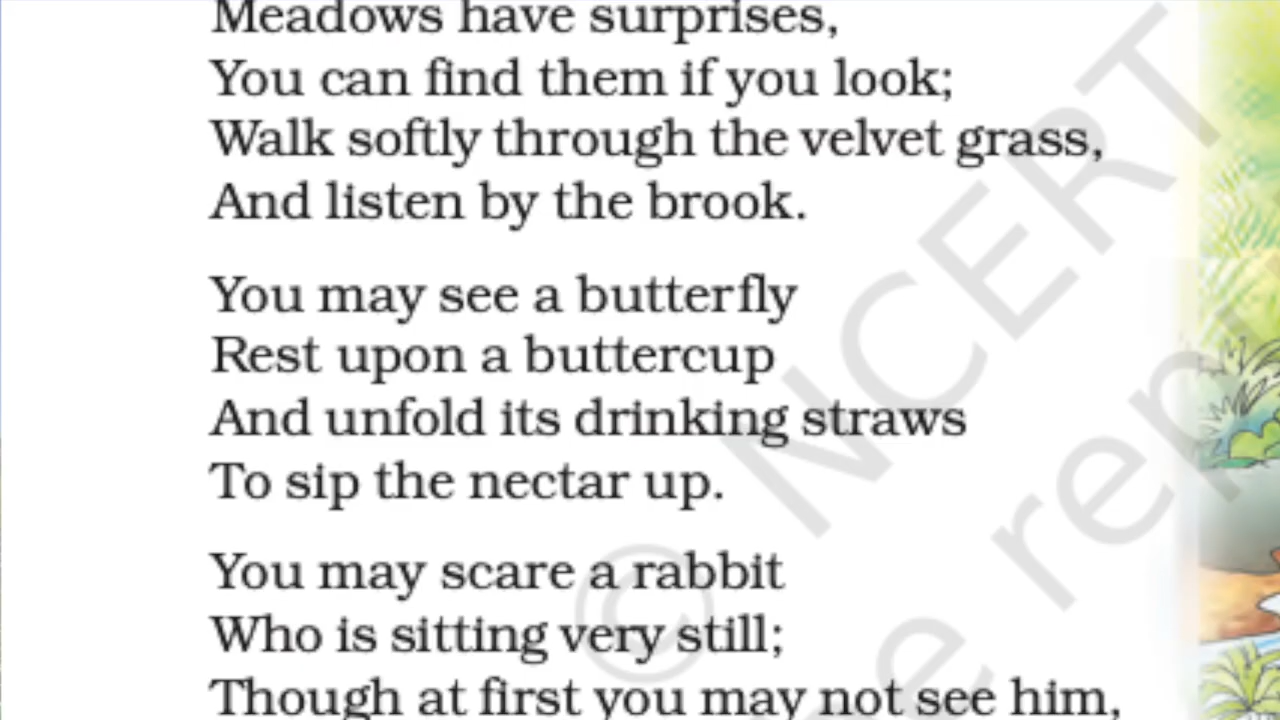 Meadows have surprises,
You can find them if you look;
Walk softly through the velvet grass,
And listen by the brook.
You may see a butterfly
Rest upon a buttercup
And unfold its drinking straws
To sip the nectar up.
You may scare a rabbit
Who is sitting very still;
Though at first you may not see him,
© NCERT